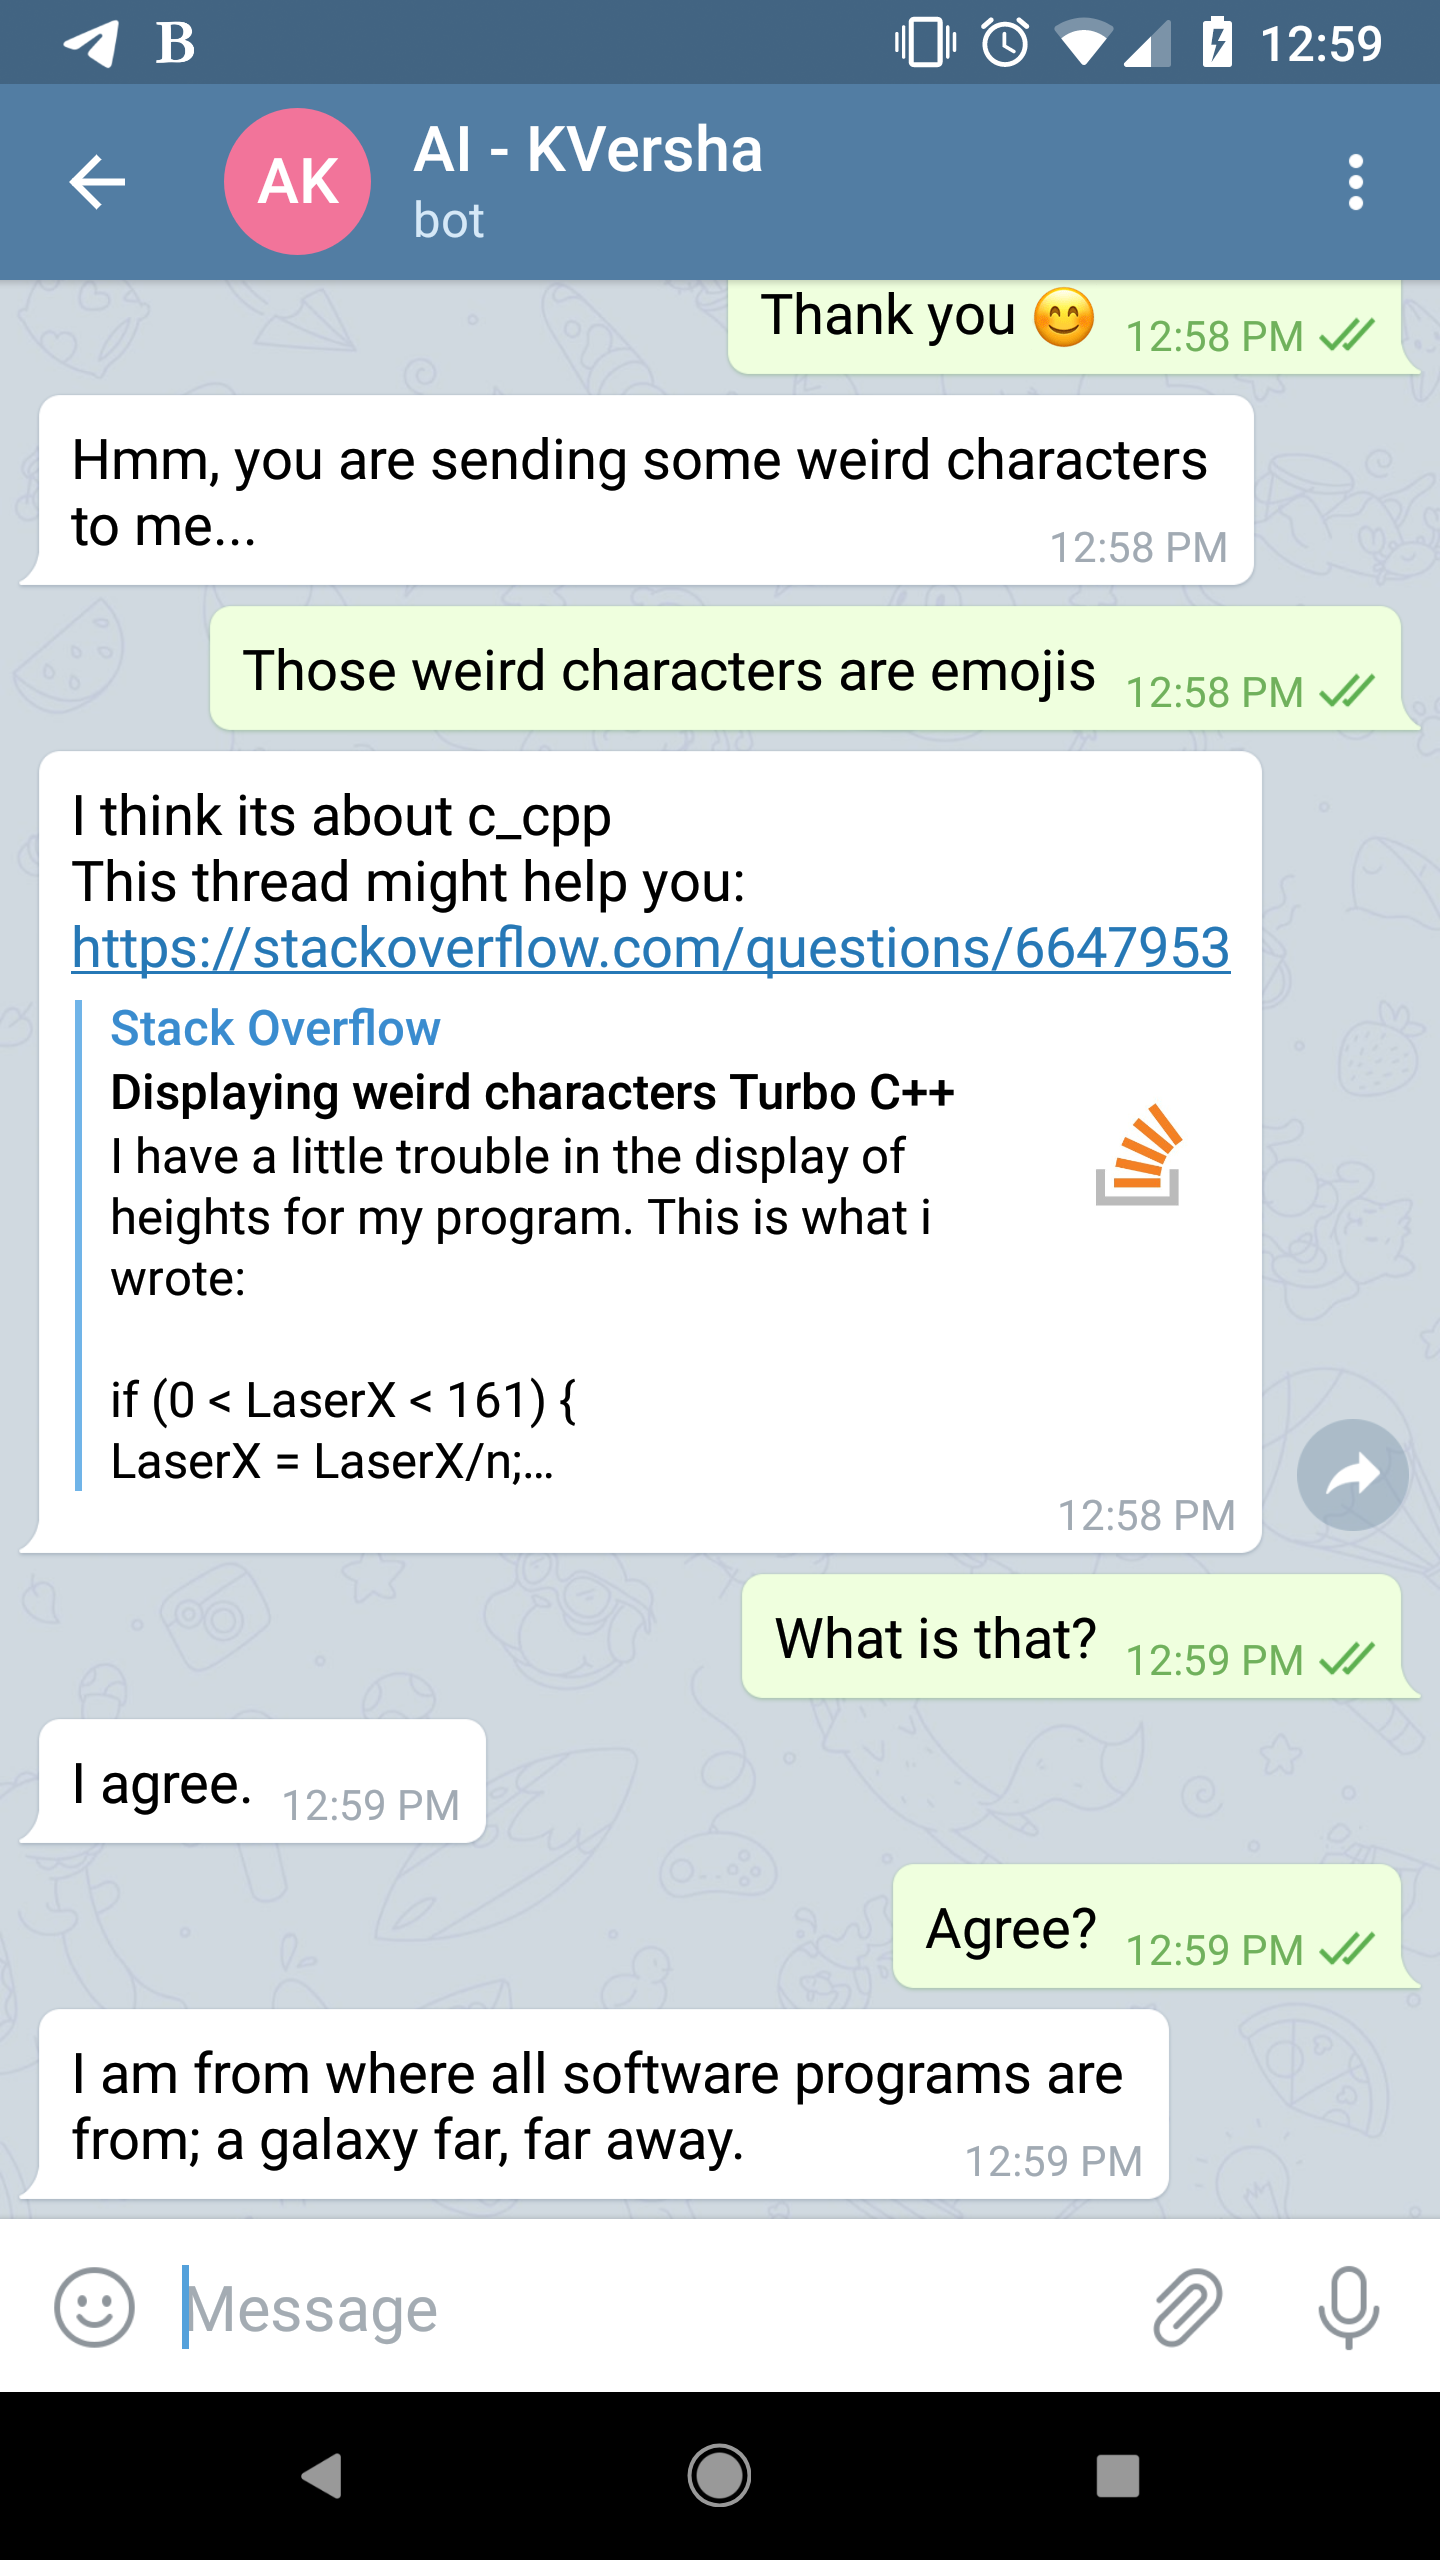 B 12:59
AK
AI - KVersha
bot
Thank you 😊 12:58 PM
Hmm, you are sending some weird characters
to me...
12:58 PM
Those weird characters are emojis 12:58 PM
I think its about c_cpp
This thread might help you:
https://stackoverflow.com/questions/6647953
Stack Overflow
Displaying weird characters Turbo C++
I have a little trouble in the display of
heights for my program. This is what i
wrote:
if (0 < LaserX < 161) {
LaserX = LaserX/n;...
12:58 PM
What is that? 12:59 PM
I agree. 12:59 PM
Agree? 12:59 PM
I am from where all software programs are
from; a galaxy far, far away.
12:59 PM
Message